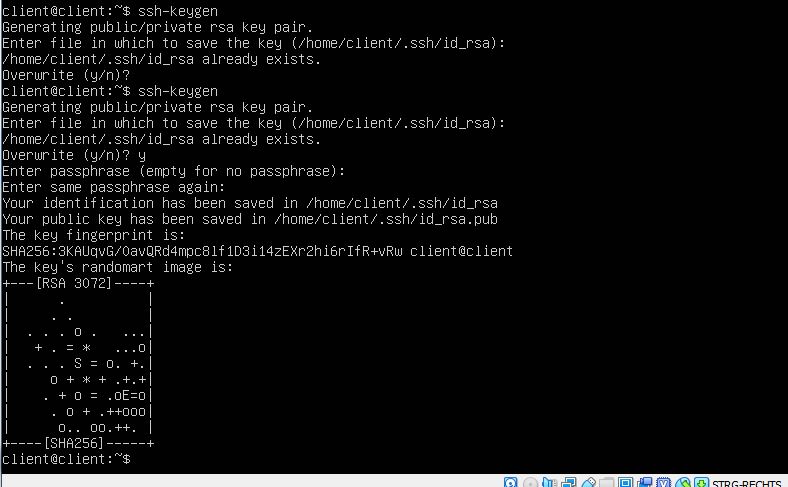 client@client:~$ ssh-keygen
Generating public/private rsa key pair.
Enter file in which to save the key (/home/client/.ssh/id_rsa):
/home/client/.ssh/id_rsa already exists.
Overwrite (y/n)?
client@client:~$ ssh-keygen
Generating public/private rsa key pair.
Enter file in which to save the key (/home/client/.ssh/id_rsa):
/home/client/.ssh/id_rsa already exists.
Overwrite (y/n)? y
Enter passphrase (empty for no passphrase):
Enter same passphrase again:
Your identification has been saved in /home/client/.ssh/id_rsa
Your public key has been saved in /home/client/.ssh/id_rsa.pub
The key fingerprint is:
SHA256:3KAUqvG/OavQRd4mpc8lf1D3i14zEXr2hi6rIfR+vRw client@client
The key's randomart image is:
+---[RSA 3072]----+
|      .          |
|     . .         |
|  . . . o .   ...|
|   + . = *   ...o|
|  . . . S = o. +.|
|     o + * + .+.+|
|    . + o = .oE=o|
|     . o + .++ooo|
|      o.. oo.++. |
+----[SHA256]-----+
client@client:~$
STRG-RECHTS